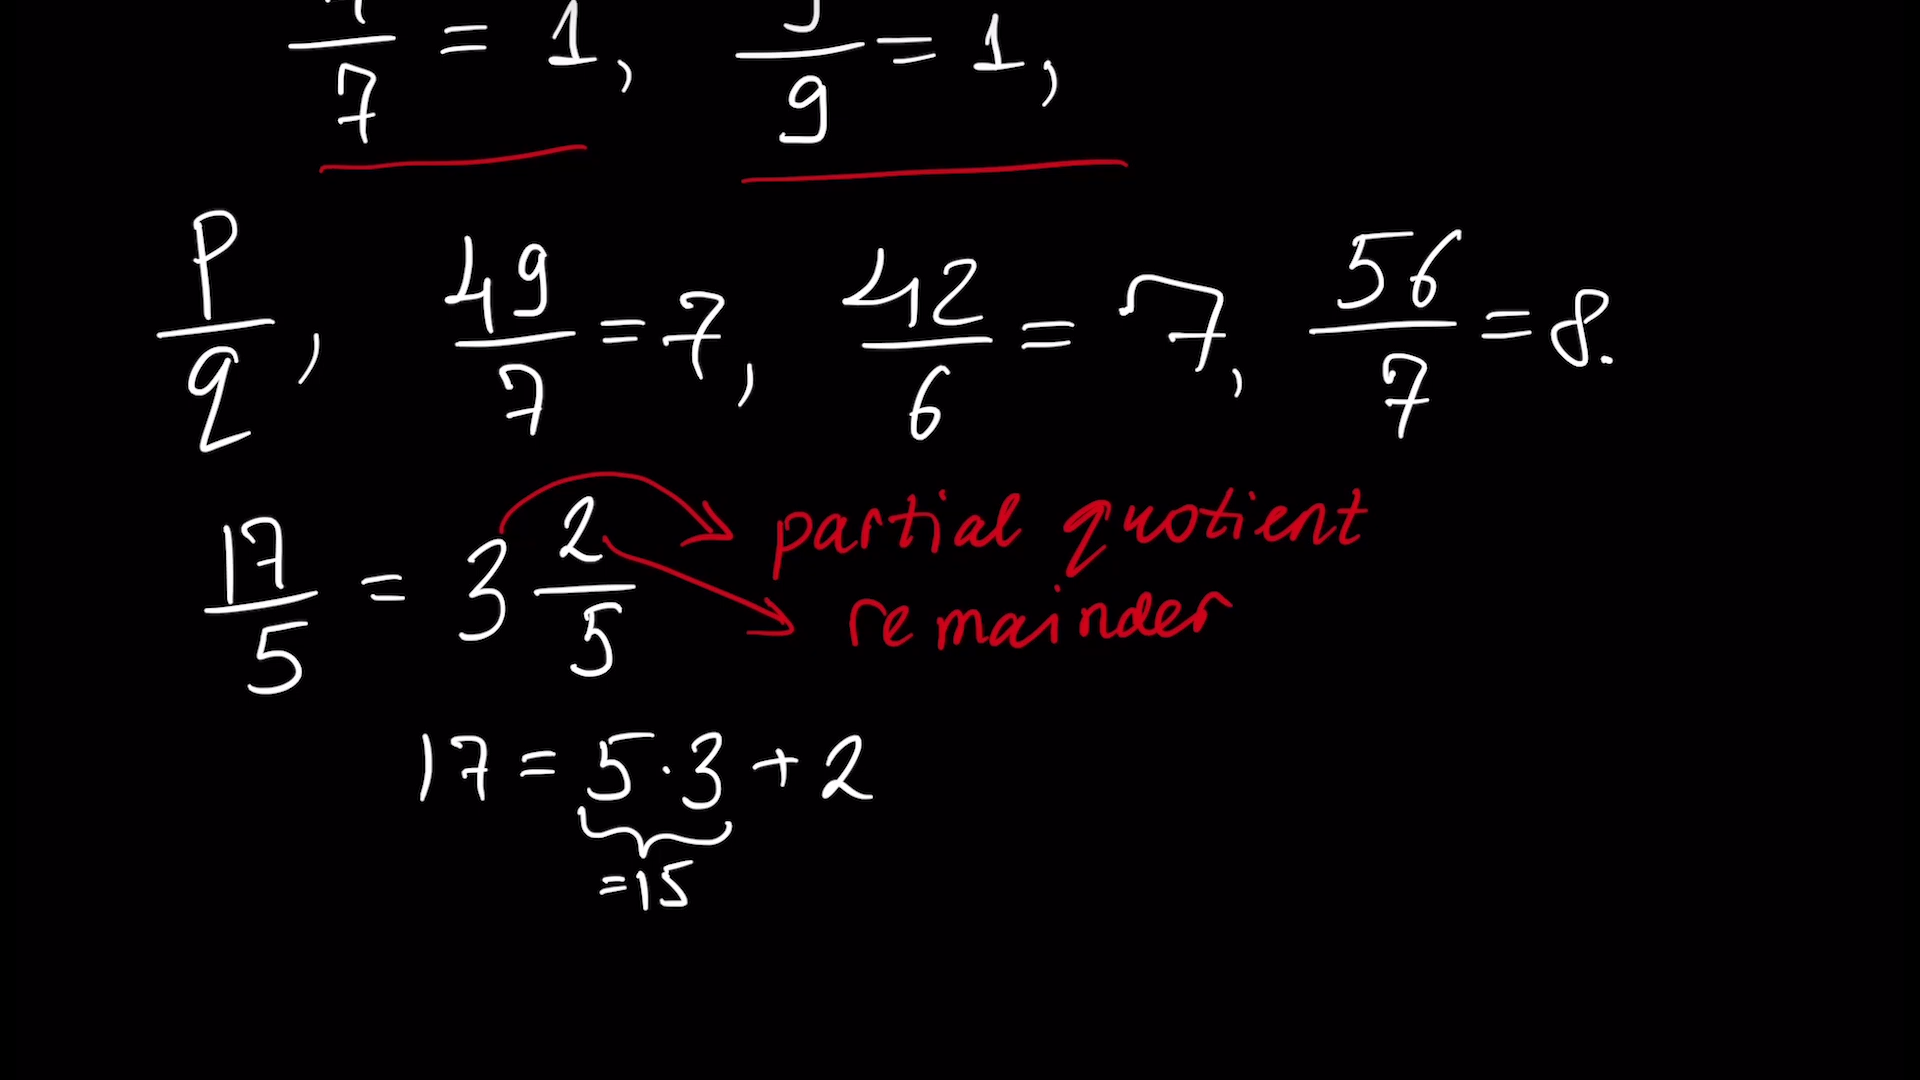 /7 = 1, /9 = 1,
p/q, 49/7 = 7, 42/6 = 7, 56/7 = 8.
17/5 = 3 2/5
partial quotient
remainder
17 = 5·3 + 2
=15